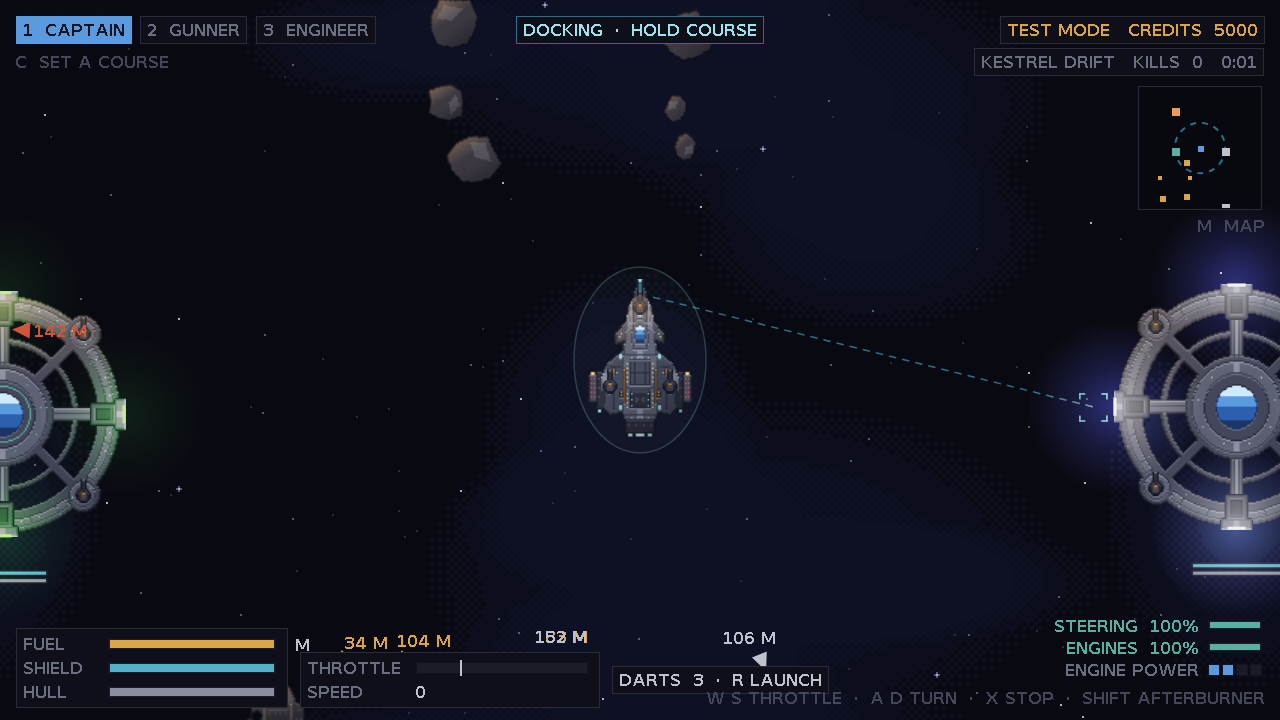 1 CAPTAIN 2 GUNNER 3 ENGINEER
DOCKING · HOLD COURSE
TEST MODE CREDITS 5000
C SET A COURSE
KESTREL DRIFT KILLS 0 0:01
M MAP
142 M
STEERING 100%
ENGINES 100%
ENGINE POWER
M
34 M
104 M
106 M
FUEL
SHIELD
HULL
THROTTLE
SPEED 0
DARTS 3 · R LAUNCH
W S THROTTLE · A D TURN · X STOP · SHIFT AFTERBURNER